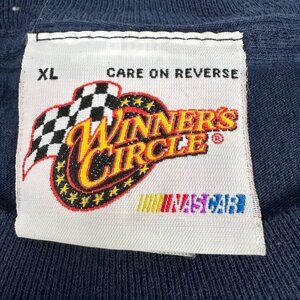 XL CARE ON REVERSE
WINNER'S
CIRCLE ®
NASCAR